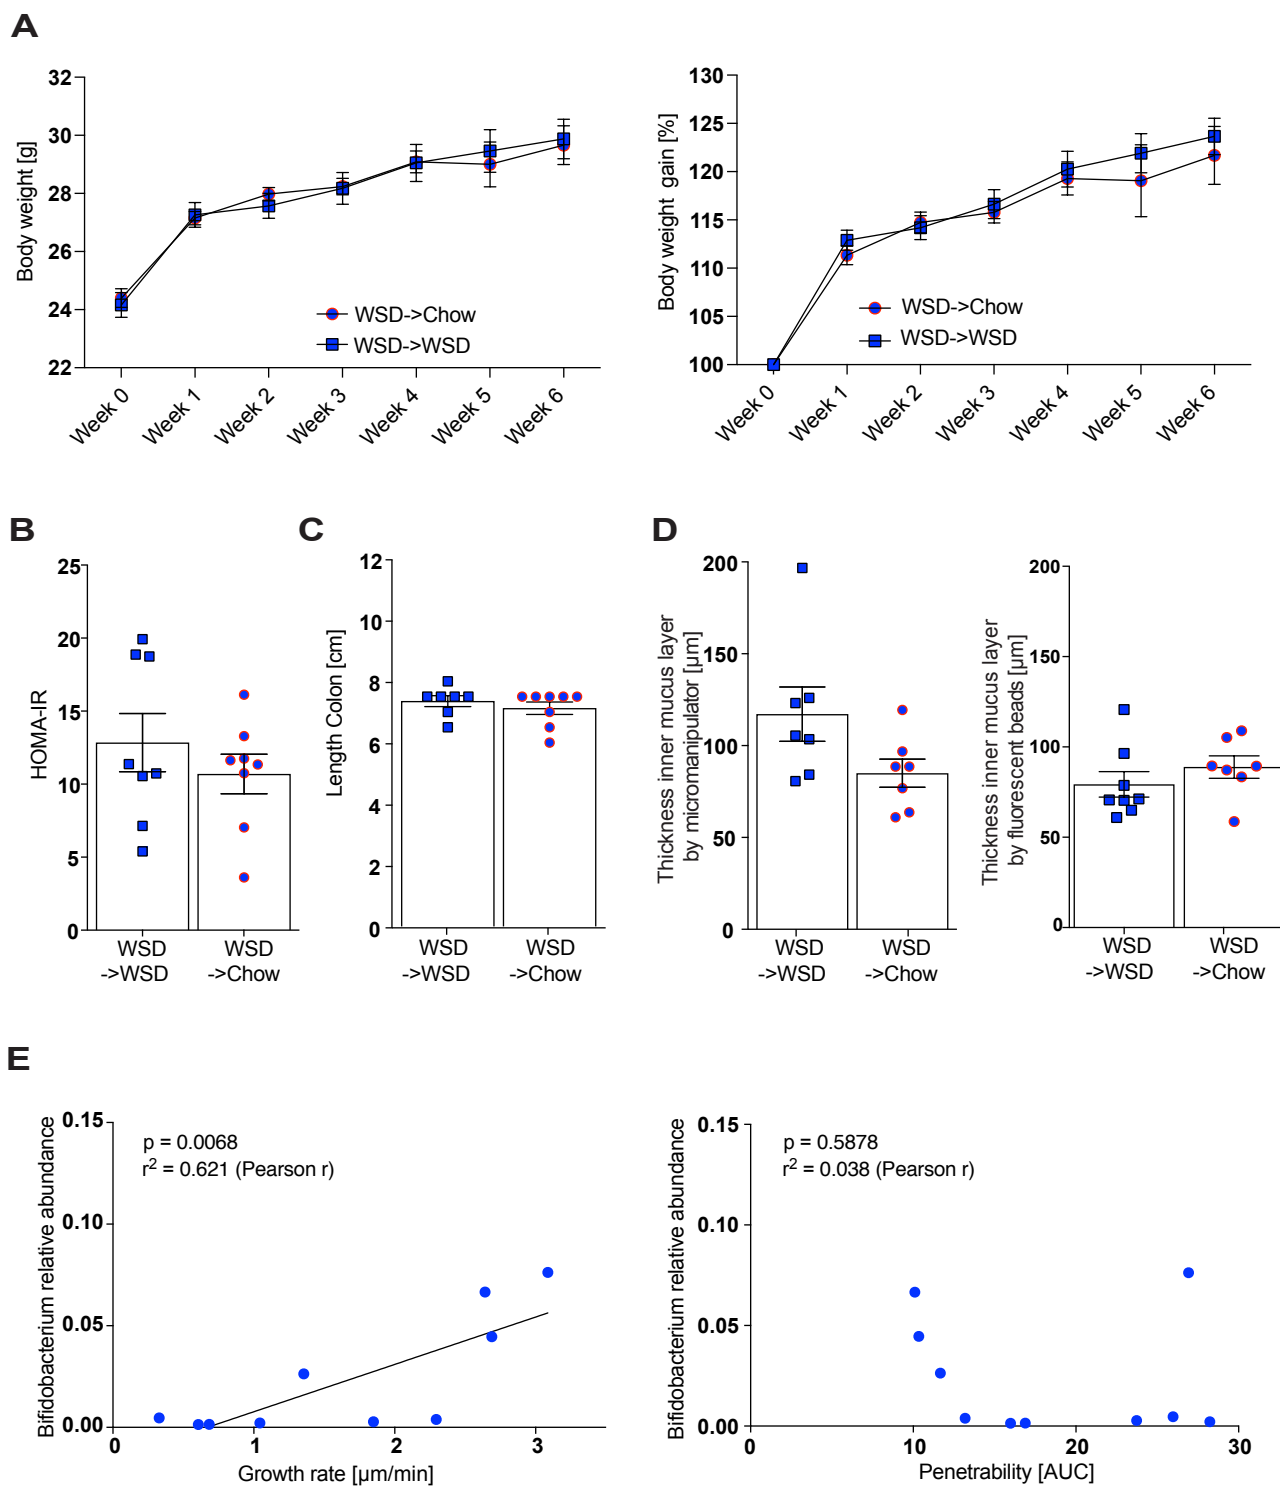 A
Body weight [g]
32
30
28
26
24
22
WSD->Chow
WSD->WSD
Week 0
Week 1
Week 2
Week 3
Week 4
Week 5
Week 6
Body weight gain [%]
130
125
120
115
110
105
100
WSD->Chow
WSD->WSD
Week 0
Week 1
Week 2
Week 3
Week 4
Week 5
Week 6
B
HOMA-IR
25
20
15
10
5
0
WSD
->WSD
WSD
->Chow
C
Length Colon [cm]
12
10
8
6
4
2
0
WSD
->WSD
WSD
->Chow
D
Thickness inner mucus layer
by micromanipulator [µm]
200
150
100
50
0
WSD
->WSD
WSD
->Chow
Thickness inner mucus layer
by fluorescent beads [µm]
200
150
100
50
0
WSD
->WSD
WSD
->Chow
E
Bifidobacterium relative abundance
0.15
0.10
0.05
0.00
p = 0.0068
r² = 0.621 (Pearson r)
0
1
2
3
Growth rate [µm/min]
Bifidobacterium relative abundance
0.15
0.10
0.05
0.00
p = 0.5878
r² = 0.038 (Pearson r)
0
10
20
30
Penetrability [AUC]